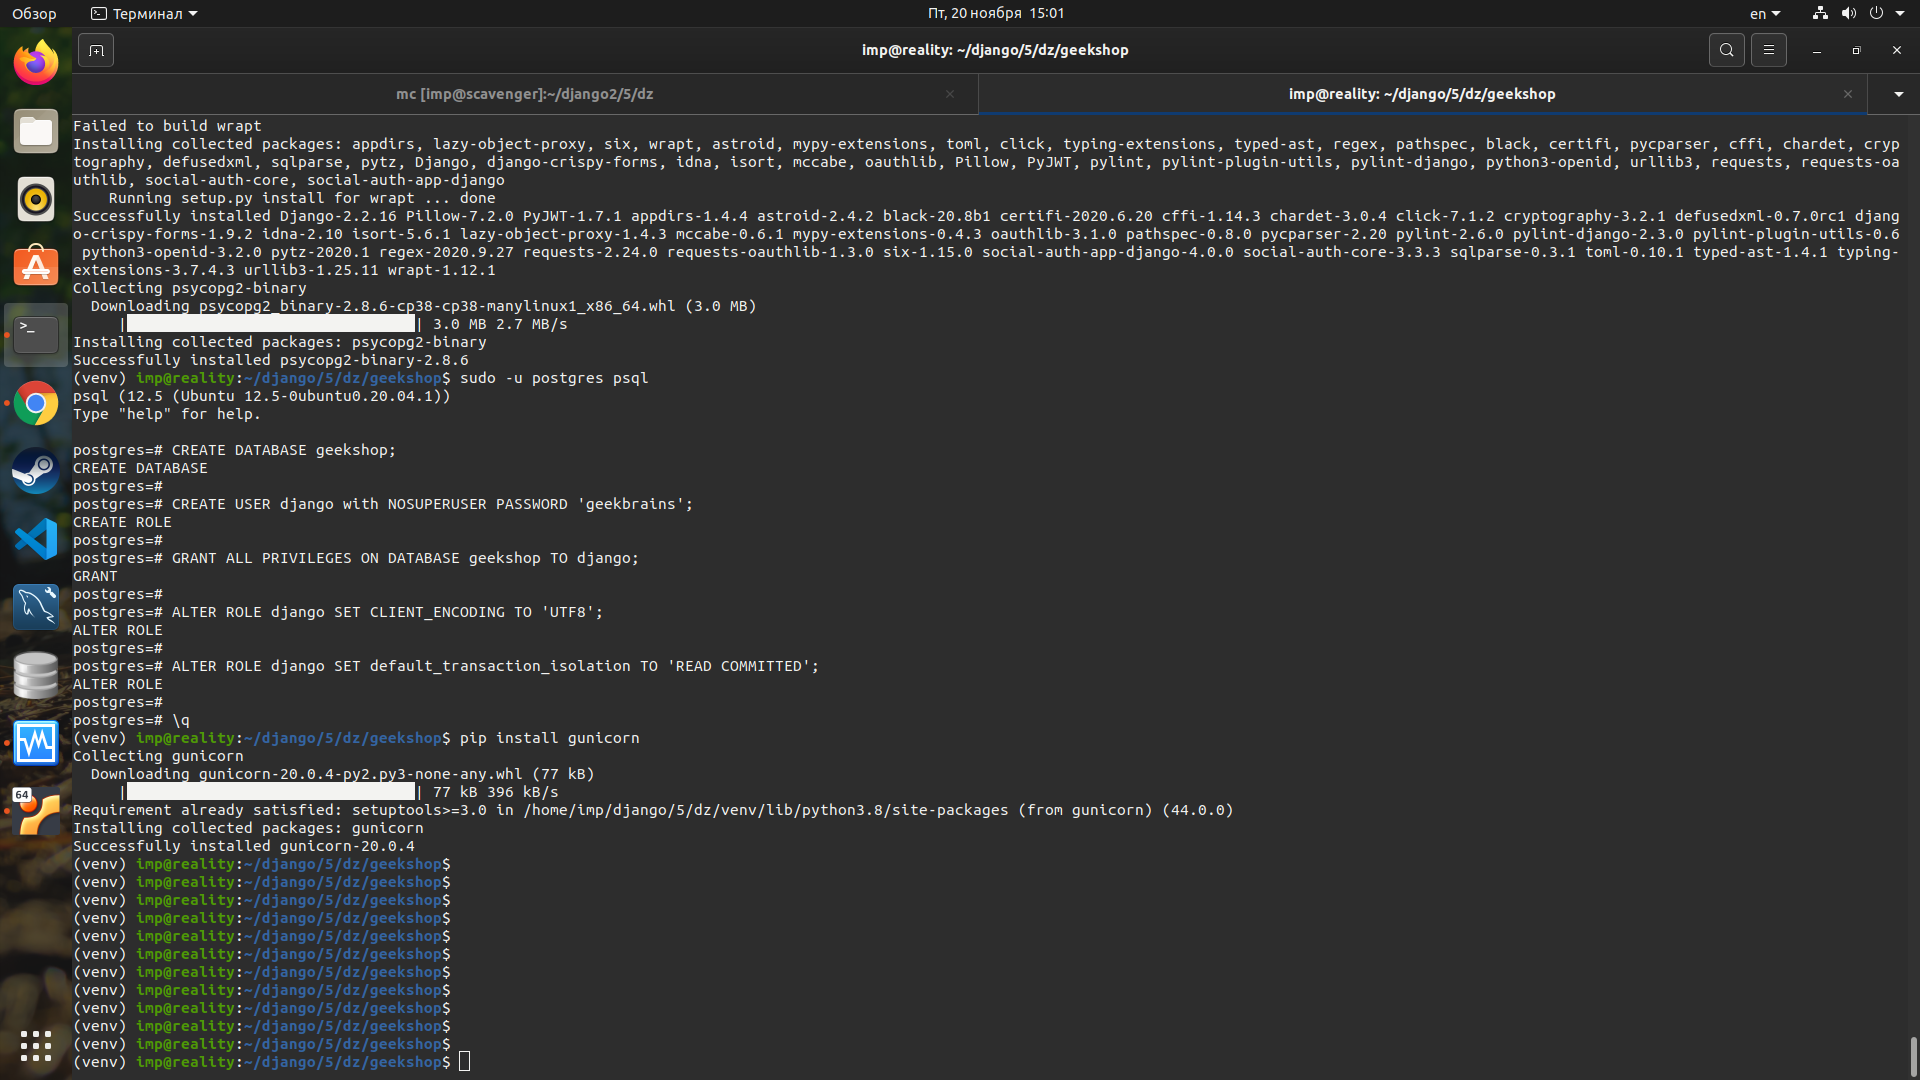 Обзор
Терминал
Пт, 20 ноября 15:01
en
imp@reality: ~/django/5/dz/geekshop
mc [imp@scavenger]:~/django2/5/dz
imp@reality: ~/django/5/dz/geekshop
Failed to build wrapt
Installing collected packages: appdirs, lazy-object-proxy, six, wrapt, astroid, mypy-extensions, toml, click, typing-extensions, typed-ast, regex, pathspec, black, certifi, pycparser, cffi, chardet, cryp
tography, defusedxml, sqlparse, pytz, Django, django-crispy-forms, idna, isort, mccabe, oauthlib, Pillow, PyJWT, pylint, pylint-plugin-utils, pylint-django, python3-openid, urllib3, requests, requests-oa
uthlib, social-auth-core, social-auth-app-django
    Running setup.py install for wrapt ... done
Successfully installed Django-2.2.16 Pillow-7.2.0 PyJWT-1.7.1 appdirs-1.4.4 astroid-2.4.2 black-20.8b1 certifi-2020.6.20 cffi-1.14.3 chardet-3.0.4 click-7.1.2 cryptography-3.2.1 defusedxml-0.7.0rc1 djang
o-crispy-forms-1.9.2 idna-2.10 isort-5.6.1 lazy-object-proxy-1.4.3 mccabe-0.6.1 mypy-extensions-0.4.3 oauthlib-3.1.0 pathspec-0.8.0 pycparser-2.20 pylint-2.6.0 pylint-django-2.3.0 pylint-plugin-utils-0.6
 python3-openid-3.2.0 pytz-2020.1 regex-2020.9.27 requests-2.24.0 requests-oauthlib-1.3.0 six-1.15.0 social-auth-app-django-4.0.0 social-auth-core-3.3.3 sqlparse-0.3.1 toml-0.10.1 typed-ast-1.4.1 typing-
extensions-3.7.4.3 urllib3-1.25.11 wrapt-1.12.1
Collecting psycopg2-binary
  Downloading psycopg2_binary-2.8.6-cp38-cp38-manylinux1_x86_64.whl (3.0 MB)
     |████████████████████████████████| 3.0 MB 2.7 MB/s
Installing collected packages: psycopg2-binary
Successfully installed psycopg2-binary-2.8.6
(venv) imp@reality:~/django/5/dz/geekshop$ sudo -u postgres psql
psql (12.5 (Ubuntu 12.5-0ubuntu0.20.04.1))
Type "help" for help.
postgres=# CREATE DATABASE geekshop;
CREATE DATABASE
postgres=#
postgres=# CREATE USER django with NOSUPERUSER PASSWORD 'geekbrains';
CREATE ROLE
postgres=#
postgres=# GRANT ALL PRIVILEGES ON DATABASE geekshop TO django;
GRANT
postgres=#
postgres=# ALTER ROLE django SET CLIENT_ENCODING TO 'UTF8';
ALTER ROLE
postgres=#
postgres=# ALTER ROLE django SET default_transaction_isolation TO 'READ COMMITTED';
ALTER ROLE
postgres=#
postgres=# \q
(venv) imp@reality:~/django/5/dz/geekshop$ pip install gunicorn
Collecting gunicorn
  Downloading gunicorn-20.0.4-py2.py3-none-any.whl (77 kB)
     |████████████████████████████████| 77 kB 396 kB/s
Requirement already satisfied: setuptools>=3.0 in /home/imp/django/5/dz/venv/lib/python3.8/site-packages (from gunicorn) (44.0.0)
Installing collected packages: gunicorn
Successfully installed gunicorn-20.0.4
(venv) imp@reality:~/django/5/dz/geekshop$
(venv) imp@reality:~/django/5/dz/geekshop$
(venv) imp@reality:~/django/5/dz/geekshop$
(venv) imp@reality:~/django/5/dz/geekshop$
(venv) imp@reality:~/django/5/dz/geekshop$
(venv) imp@reality:~/django/5/dz/geekshop$
(venv) imp@reality:~/django/5/dz/geekshop$
(venv) imp@reality:~/django/5/dz/geekshop$
(venv) imp@reality:~/django/5/dz/geekshop$
(venv) imp@reality:~/django/5/dz/geekshop$
(venv) imp@reality:~/django/5/dz/geekshop$
(venv) imp@reality:~/django/5/dz/geekshop$
>_
64